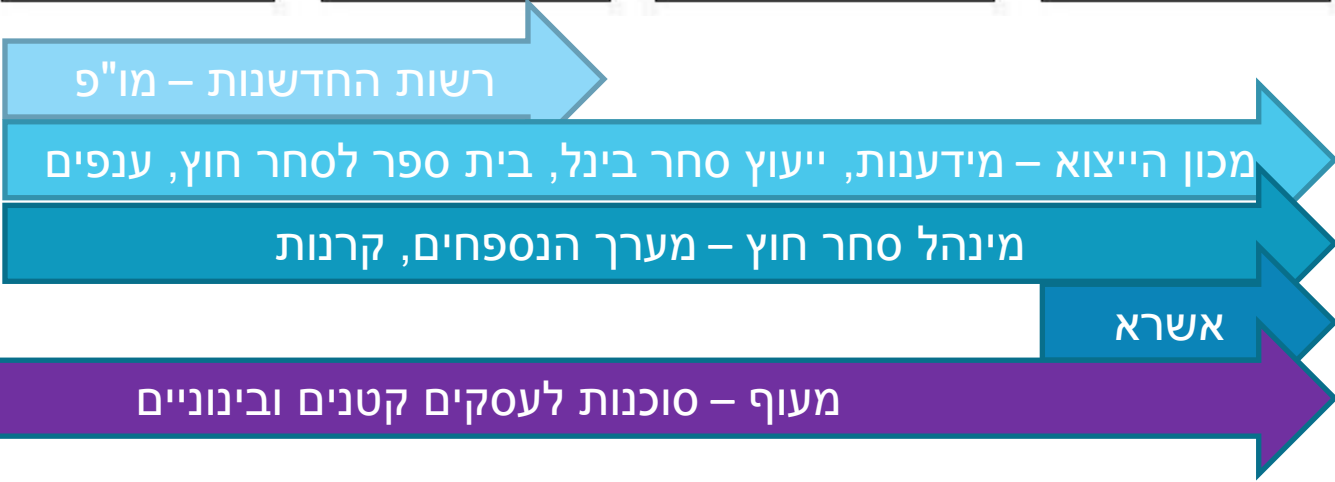 רשות החדשנות – מו"פ
מכון הייצוא – מידענות, ייעוץ סחר בינל, בית ספר לסחר חוץ, ענפים
מינהל סחר חוץ – מערך הנספחים, קרנות
אשרא
מעוף – סוכנות לעסקים קטנים ובינוניים